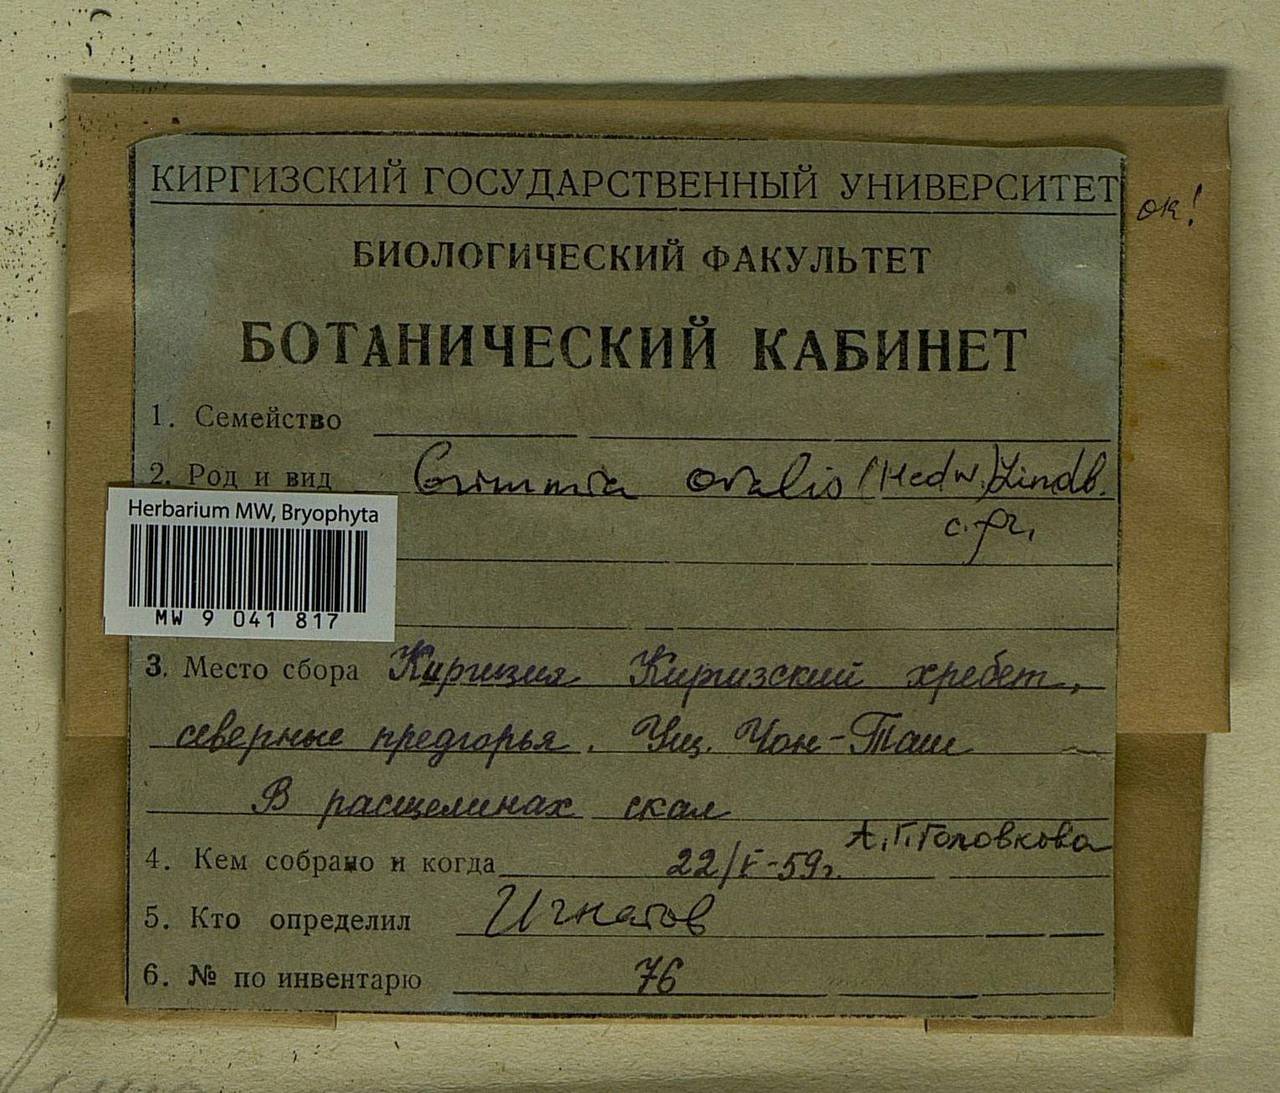 КИРГИЗСКИЙ ГОСУДАРСТВЕННЫЙ УНИВЕРСИТЕТ
ок!
БИОЛОГИЧЕСКИЙ ФАКУЛЬТЕТ
БОТАНИЧЕСКИЙ КАБИНЕТ
1. Семейство
2. Род и вид Grimmia ovalis (Hedw.) Lindb.
c. fr.
Herbarium MW, Bryophyta
MW 9 041 817
3. Место сбора Киргизия Киргизский хребет,
северные предгорья. Ущ. Чон-Таш
В расщелинах скал
А.Г. Головкова
4. Кем собрано и когда 22/V-59г.
5. Кто определил Игнатов
6. № по инвентарю 76